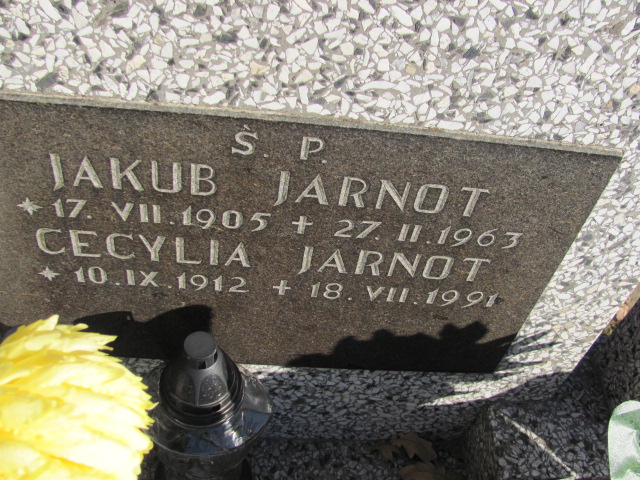 Ś. P.
JAKUB JARNOT
* 17. VII. 1905 + 27. II. 1963
CECYLIA JARNOT
* 10. IX. 1912 + 18. VII. 1991